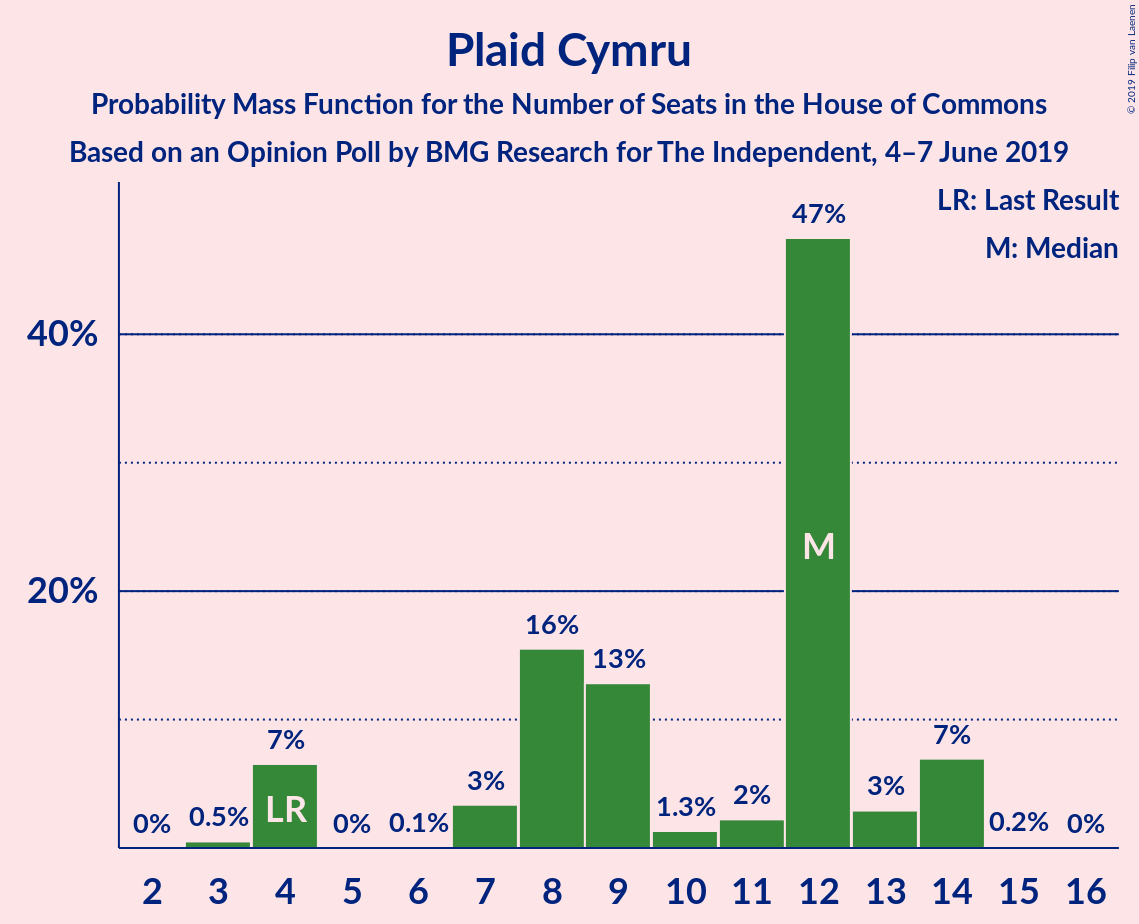 Plaid Cymru
Probability Mass Function for the Number of Seats in the House of Commons
Based on an Opinion Poll by BMG Research for The Independent, 4–7 June 2019
© 2019 Filip van Laenen
LR: Last Result
M: Median
47%
40%
M
20%
16%
13%
7%
7%
3%
3%
2%
1.3%
0%
0.5%
LR
0%
0.1%
0.2%
0%
2 3 4 5 6 7 8 9 10 11 12 13 14 15 16